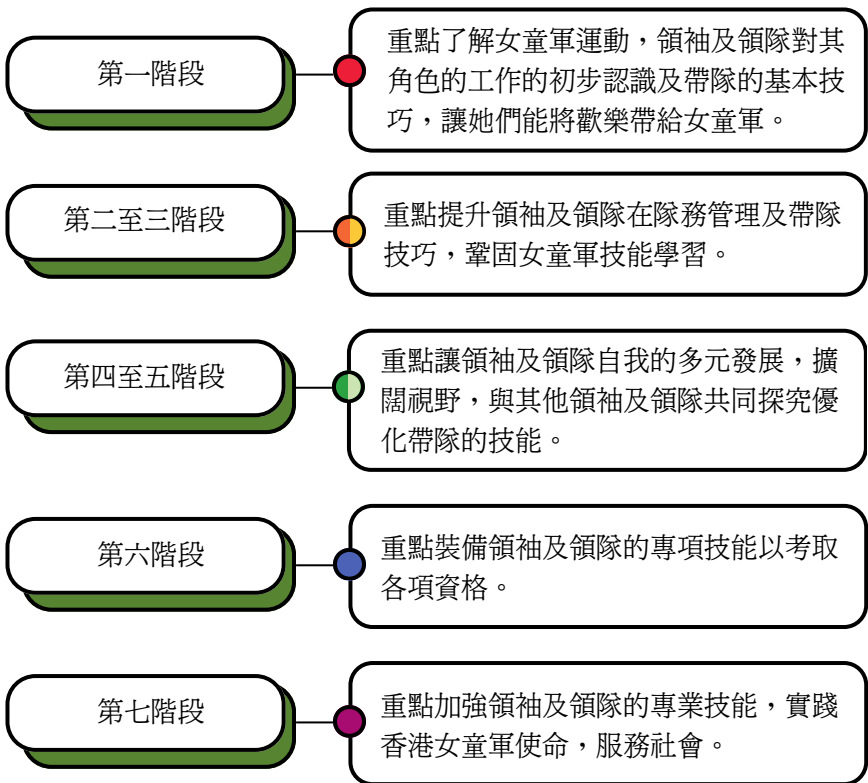 第一階段
重點了解女童軍運動，領袖及領隊對其
角色的工作的初步認識及帶隊的基本技
巧，讓她們能將歡樂帶給女童軍。
第二至三階段
重點提升領袖及領隊在隊務管理及帶隊
技巧，鞏固女童軍技能學習。
第四至五階段
重點讓領袖及領隊自我的多元發展，擴
闊視野，與其他領袖及領隊共同探究優
化帶隊的技能。
第六階段
重點裝備領袖及領隊的專項技能以考取
各項資格。
第七階段
重點加強領袖及領隊的專業技能，實踐
香港女童軍使命，服務社會。